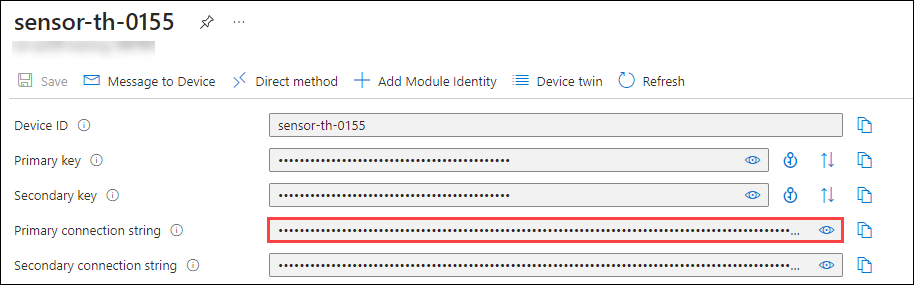 sensor-th-0155
Save Message to Device Direct method Add Module Identity Device twin Refresh
Device ID sensor-th-0155
Primary key ••••••••••••••••••••••••••••••••••••••••••••
Secondary key ••••••••••••••••••••••••••••••••••••••••••••
Primary connection string ••••••••••••••••••••••••••••••••••••••••••••••••••••••••••••••••••••••••••••••••••••••••••••••••••...
Secondary connection string ••••••••••••••••••••••••••••••••••••••••••••••••••••••••••••••••••••••••••••••••••••••••••••••••••...